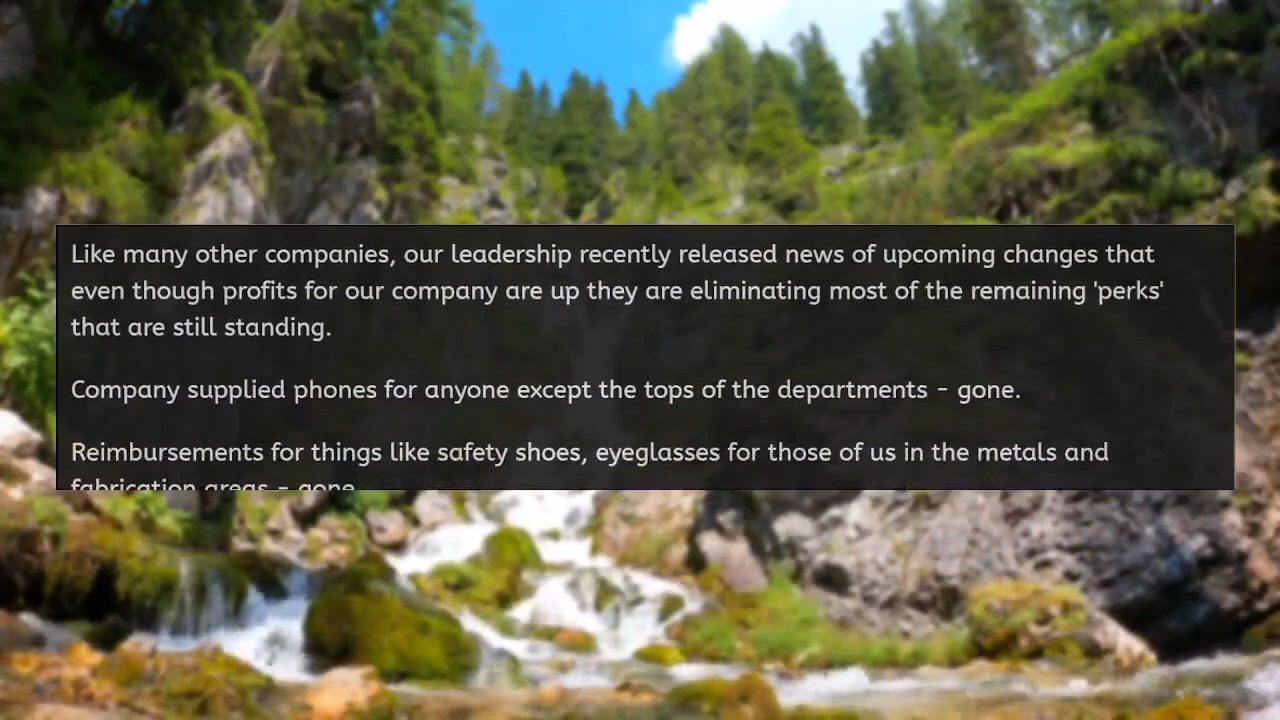 Like many other companies, our leadership recently released news of upcoming changes that
even though profits for our company are up they are eliminating most of the remaining 'perks'
that are still standing.
Company supplied phones for anyone except the tops of the departments - gone.
Reimbursements for things like safety shoes, eyeglasses for those of us in the metals and
fabrication areas - gone